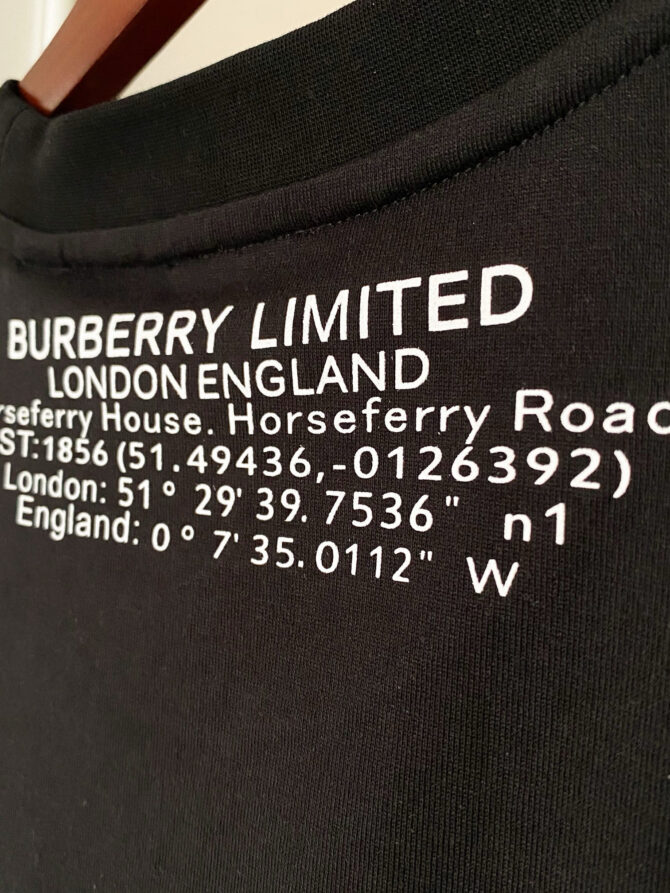 BURBERRY LIMITED
LONDON ENGLAND
rseferry House. Horseferry Road
ST:1856 (51.49436,-0126392)
London: 51° 29' 39.7536" n1
England: 0° 7' 35.0112" W